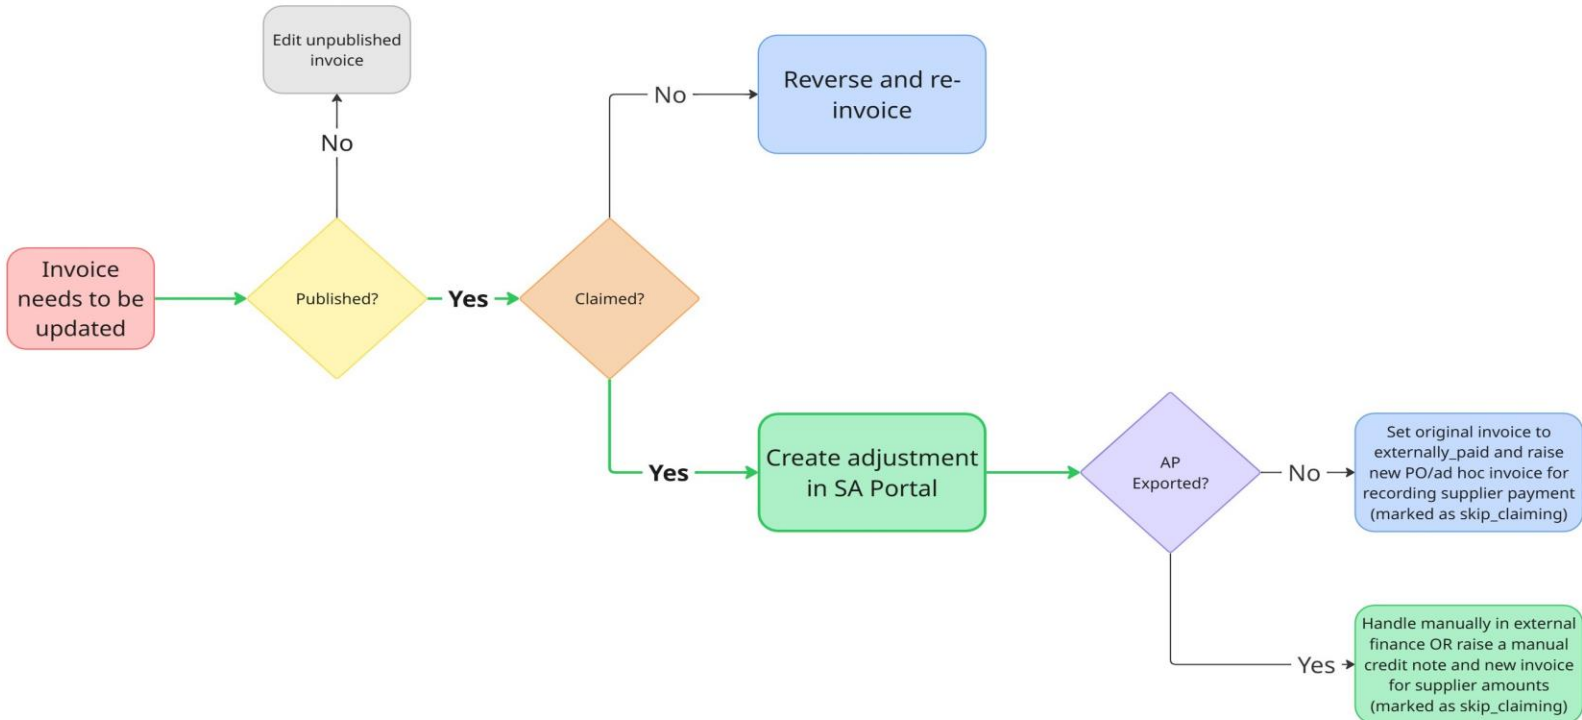 Edit unpublished
invoice
No
Invoice
needs to be
updated
Published?
Yes
Claimed?
No
Reverse and re-
invoice
Yes
Create adjustment
in SA Portal
AP
Exported?
No
Set original invoice to
externally_paid and raise
new PO/ad hoc invoice for
recording supplier payment
(marked as skip_claiming)
Yes
Handle manually in external
finance OR raise a manual
credit note and new invoice
for supplier amounts
(marked as skip_claiming)